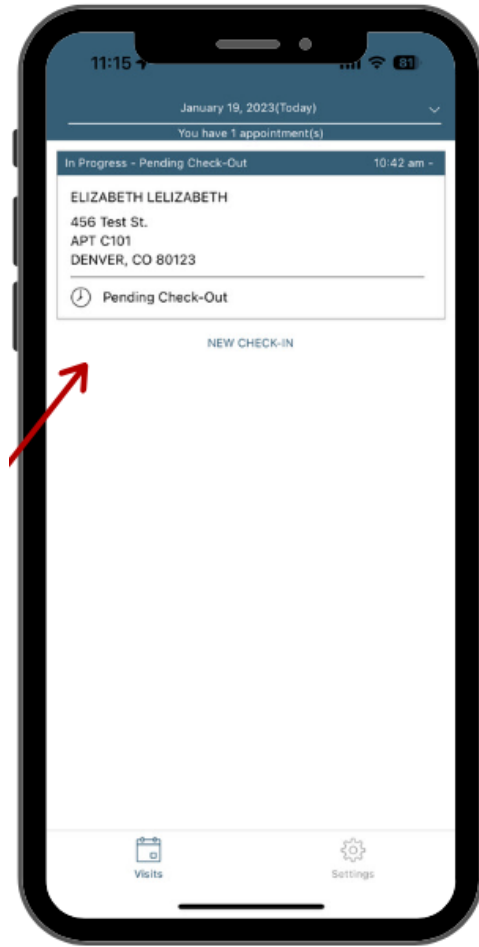 11:15
81
January 19, 2023(Today)
You have 1 appointment(s)
In Progress - Pending Check-Out 10:42 am -
ELIZABETH LELIZABETH
456 Test St.
APT C101
DENVER, CO 80123
Pending Check-Out
NEW CHECK-IN
Visits
Settings